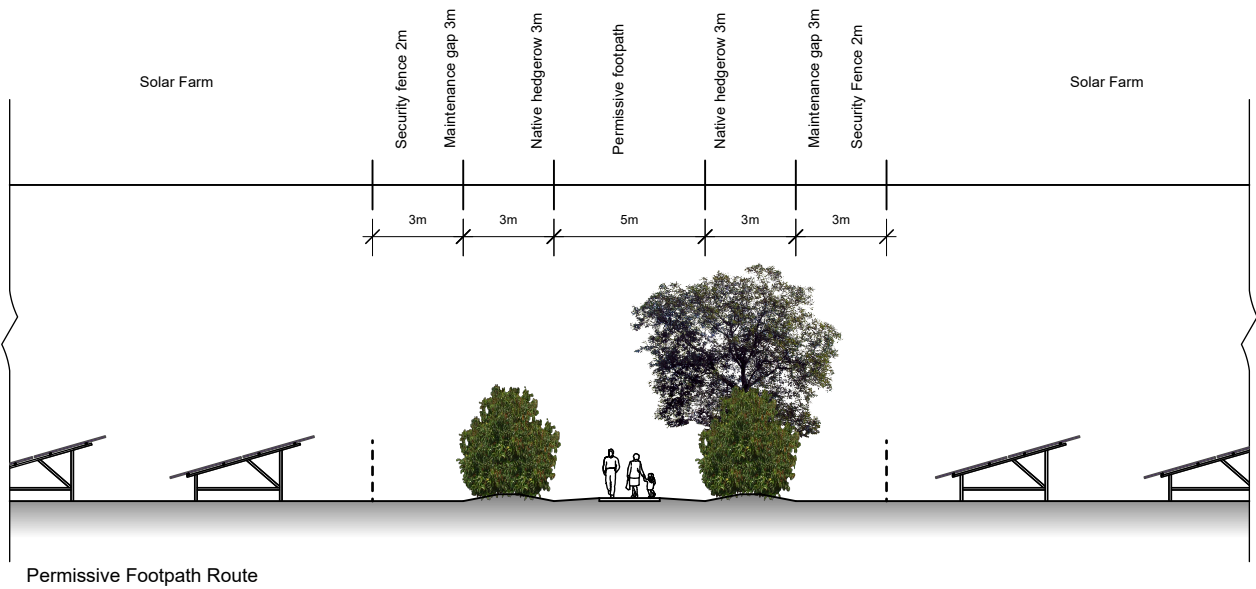 Solar Farm
Security fence 2m
Maintenance gap 3m
Native hedgerow 3m
Permissive footpath
Native hedgerow 3m
Maintenance gap 3m
Security Fence 2m
Solar Farm
3m
3m
5m
3m
3m
Permissive Footpath Route